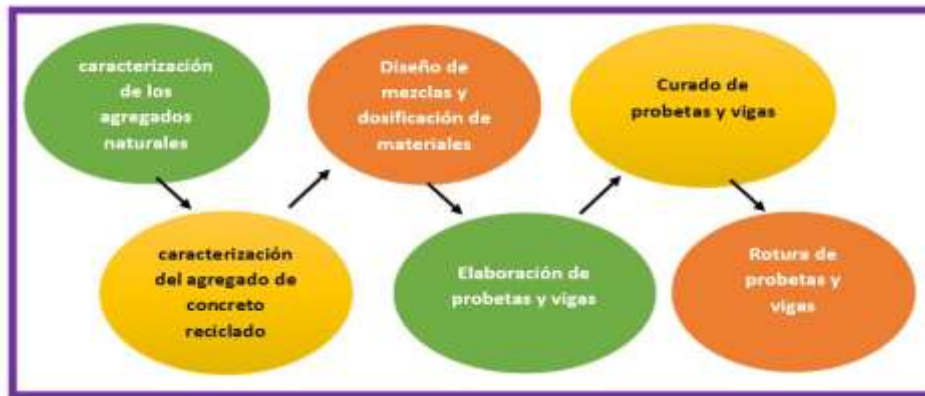 caracterización
de los
agregados
naturales
caracterización
del agregado de
concreto
reciclado
Diseño de
mezclas y
dosificación de
materiales
Elaboración de
probetas y vigas
Curado de
probetas y vigas
Rotura de
probetas y
vigas